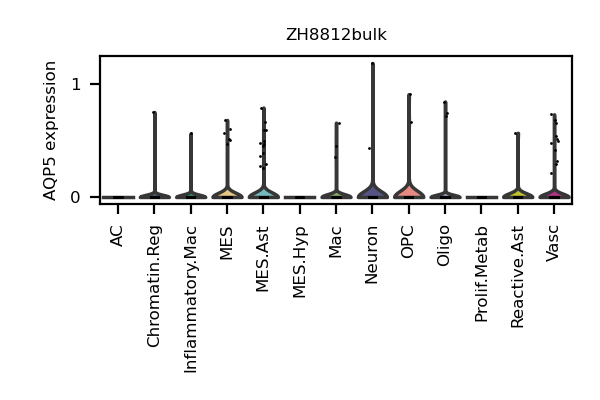 ZH8812bulk
AQP5 expression
1
0
AC
Chromatin.Reg
Inflammatory.Mac
MES
MES.Ast
MES.Hyp
Mac
Neuron
OPC
Oligo
Prolif.Metab
Reactive.Ast
Vasc